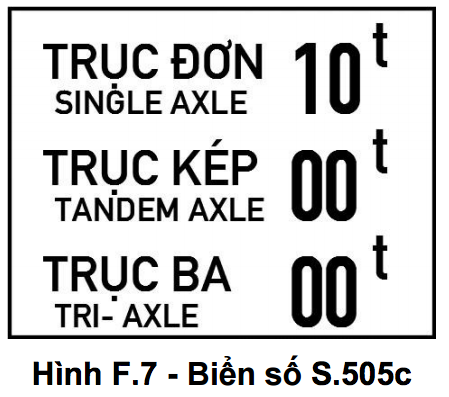 TRỤC ĐƠN 10t
SINGLE AXLE
TRỤC KÉP 00t
TANDEM AXLE
TRỤC BA 00t
TRI- AXLE
Hình F.7 - Biển số S.505c